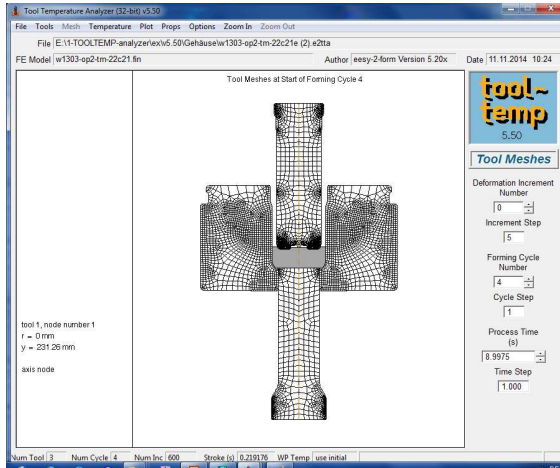 Tool Temperature Analyzer (32-bit) v5.50
File Tools Mesh Temperature Plot Props Options Zoom In Zoom Out
File E:\1-TOOLTEMP-analyzer\ex\v5.50\Gehäuse\w1303-op2-tm-22c21e (2).e2tta
FE Model w1303-op2-tm-22c21.fin Author eesy-2-form Version 5.20x Date 11.11.2014 10:24
Tool Meshes at Start of Forming Cycle 4
tool~
temp
5.50
Tool Meshes
Deformation Increment
Number
0
Increment Step
5
Forming Cycle
Number
4
Cycle Step
1
Process Time
(s)
8.9975
Time Step
1.000
tool 1, node number 1
r = 0 mm
y = 231.26 mm
axis node
Num Tool 3 Num Cycle 4 Num Inc 600 Stroke (s) 0.219176 WP Temp use initial